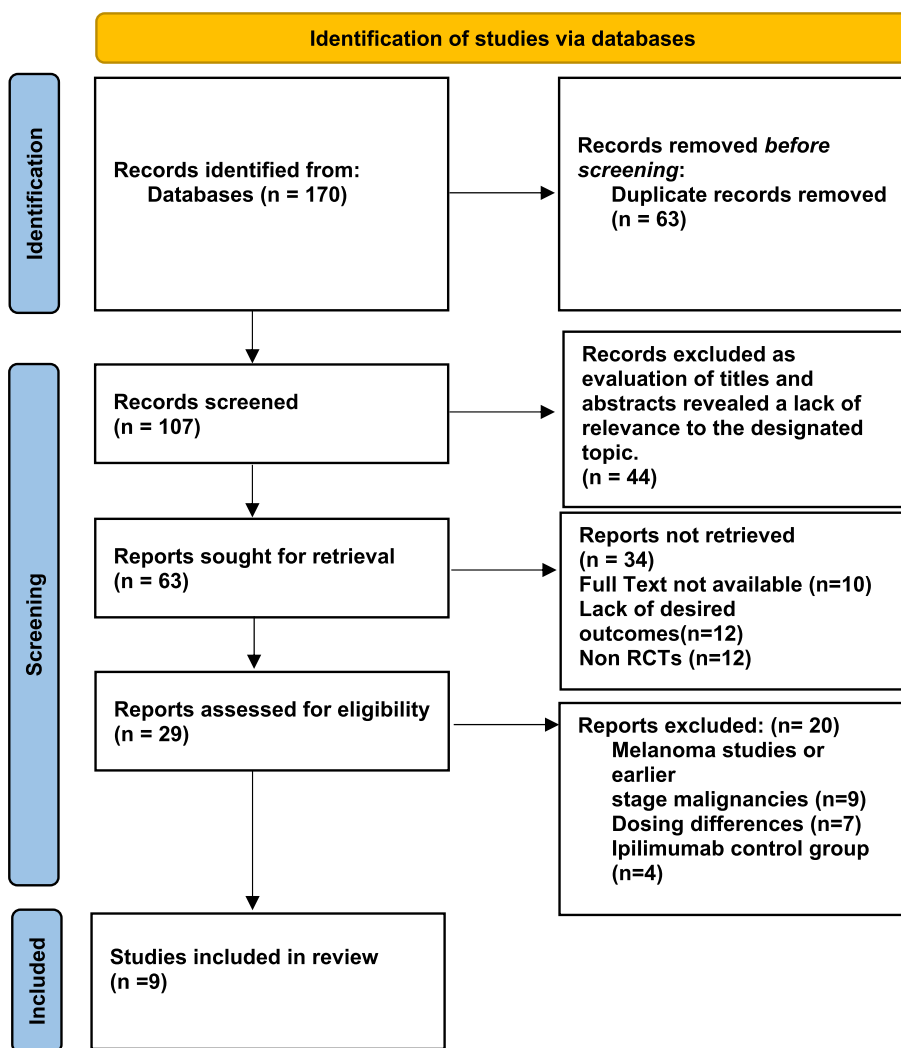 Identification of studies via databases
Identification
Records identified from:
Databases (n = 170)
Records removed before
screening:
Duplicate records removed
(n = 63)
Screening
Records screened
(n = 107)
Records excluded as
evaluation of titles and
abstracts revealed a lack of
relevance to the designated
topic.
(n = 44)
Reports sought for retrieval
(n = 63)
Reports not retrieved
(n = 34)
Full Text not available (n=10)
Lack of desired
outcomes(n=12)
Non RCTs (n=12)
Reports assessed for eligibility
(n = 29)
Reports excluded: (n= 20)
Melanoma studies or
earlier
stage malignancies (n=9)
Dosing differences (n=7)
Ipilimumab control group
(n=4)
Included
Studies included in review
(n =9)